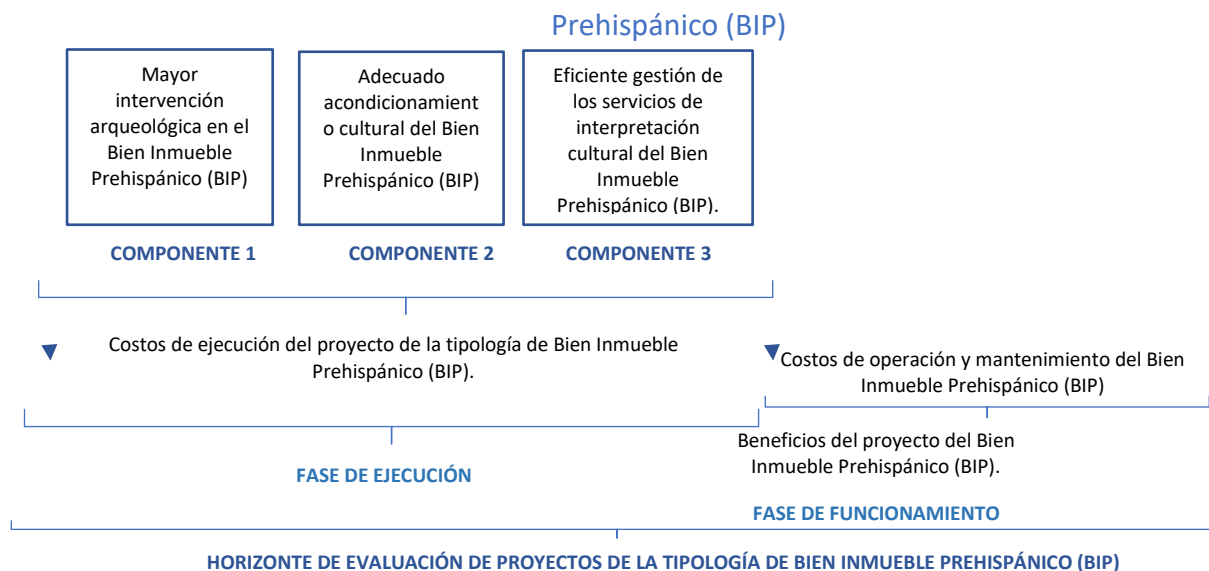 Prehispánico (BIP)
Mayor
intervención
arqueológica en el
Bien Inmueble
Prehispánico (BIP)
Adecuado
acondicionamient
o cultural del Bien
Inmueble
Prehispánico (BIP)
Eficiente gestión de
los servicios de
interpretación
cultural del Bien
Inmueble
Prehispánico (BIP).
COMPONENTE 1
COMPONENTE 2
COMPONENTE 3
Costos de ejecución del proyecto de la tipología de Bien Inmueble
Prehispánico (BIP).
Costos de operación y mantenimiento del Bien
Inmueble Prehispánico (BIP)
Beneficios del proyecto del Bien
Inmueble Prehispánico (BIP).
FASE DE EJECUCIÓN
FASE DE FUNCIONAMIENTO
HORIZONTE DE EVALUACIÓN DE PROYECTOS DE LA TIPOLOGÍA DE BIEN INMUEBLE PREHISPÁNICO (BIP)